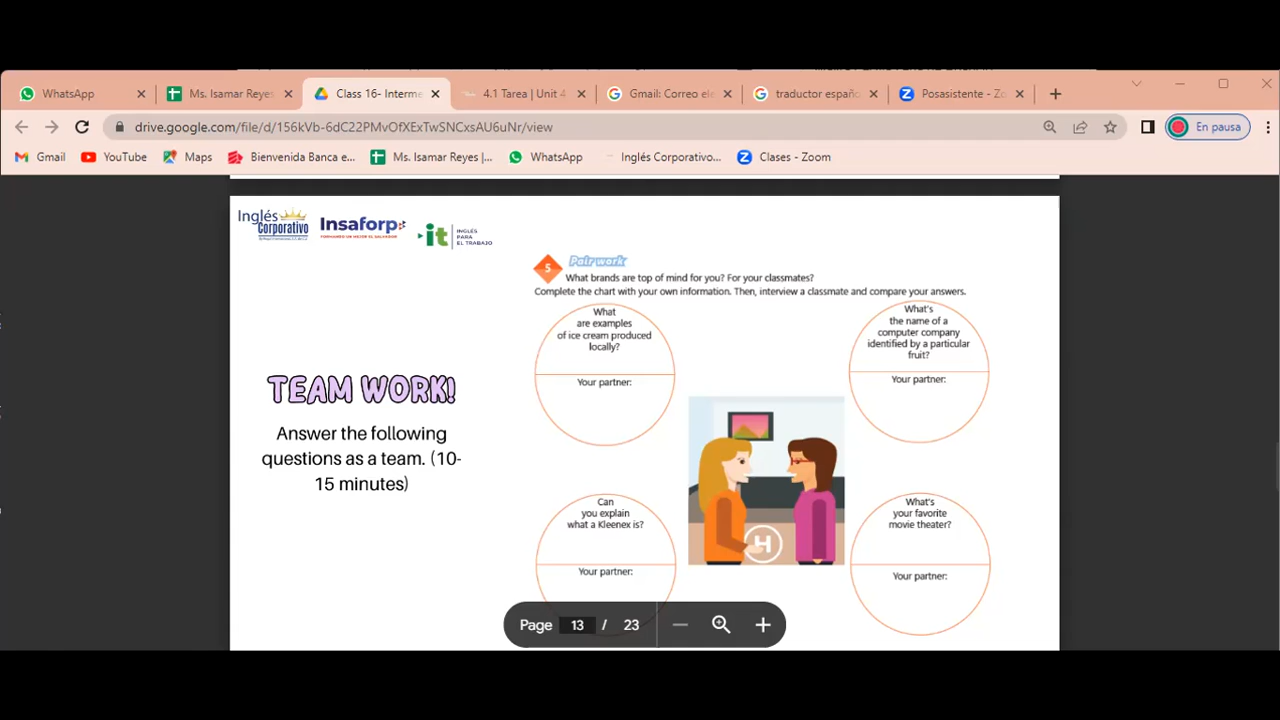 WhatsApp
Ms. Isamar Reyes
Class 16- Interme
4.1 Tarea | Unit 4
Gmail: Correo ele
traductor españo
Posasistente - Zo
drive.google.com/file/d/156kVb-6dC22PMvOfXExTwSNCxsAU6uNr/view
En pausa
Gmail
YouTube
Maps
Bienvenida Banca e...
Ms. Isamar Reyes |...
WhatsApp
Inglés Corporativo...
Clases - Zoom
Inglés
Corporativo
Insaforp
FORMANDO UN MEJOR EL SALVADOR
it
INGLÉS
PARA
EL TRABAJO
5
Pair work
What brands are top of mind for you? For your classmates?
Complete the chart with your own information. Then, interview a classmate and compare your answers.
What
are examples
of ice cream produced
locally?
Your partner:
What's
the name of a
computer company
identified by a particular
fruit?
Your partner:
TEAM WORK!
Answer the following
questions as a team. (10-
15 minutes)
Can
you explain
what a Kleenex is?
Your partner:
What's
your favorite
movie theater?
Your partner:
H
Page 13 / 23